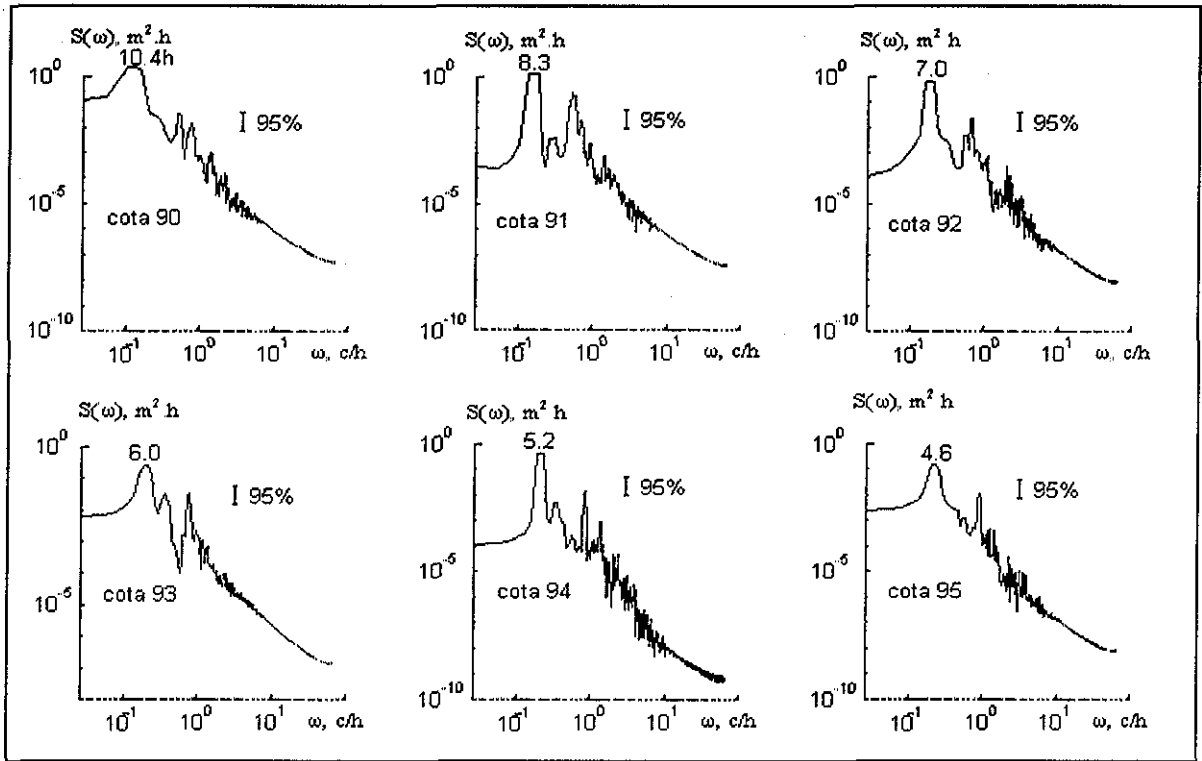 S(ω), m².h
10.4h
10⁰
I 95%
10⁻⁵
cota 90
10⁻¹⁰
10⁻¹ 10⁰ 10¹ ω, c/h
S(ω), m².h
8.3
10⁰
I 95%
10⁻⁵
cota 91
10⁻¹⁰
10⁻¹ 10⁰ 10¹ ω, c/h
S(ω), m² h
7.0
10⁰
I 95%
10⁻⁵
cota 92
10⁻¹⁰
10⁻¹ 10⁰ 10¹ ω, c/h
S(ω), m² h
6.0
10⁰
I 95%
10⁻⁵
cota 93
10⁻¹ 10⁰ 10¹ ω, c/h
S(ω), m² h
5.2
10⁰
I 95%
10⁻⁵
cota 94
10⁻¹⁰
10⁻¹ 10⁰ 10¹ ω, c/h
S(ω), m² h
4.6
10⁰
I 95%
10⁻⁵
cota 95
10⁻¹⁰
10⁻¹ 10⁰ 10¹ ω, c/h